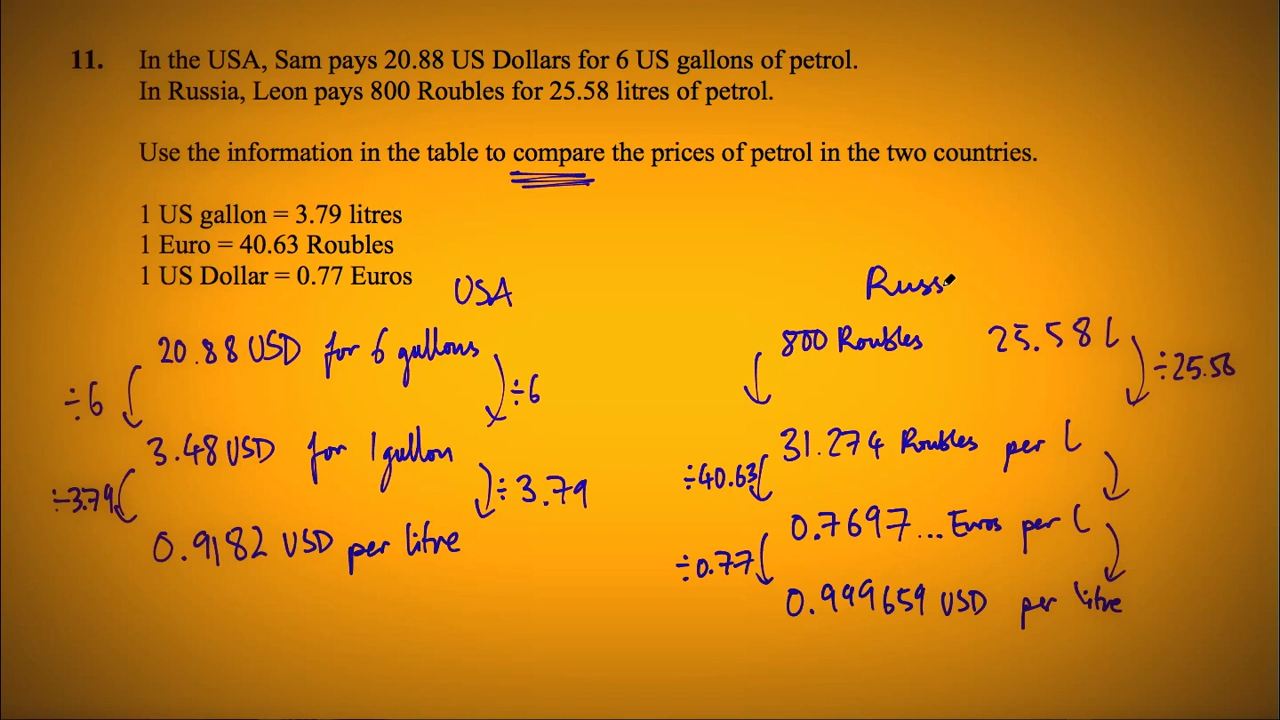 11. In the USA, Sam pays 20.88 US Dollars for 6 US gallons of petrol.
In Russia, Leon pays 800 Roubles for 25.58 litres of petrol.
Use the information in the table to compare the prices of petrol in the two countries.
1 US gallon = 3.79 litres
1 Euro = 40.63 Roubles
1 US Dollar = 0.77 Euros
USA
20.88 USD for 6 gallons
÷6 ÷6
3.48 USD for 1 gallon
÷3.79 ÷3.79
0.9182 USD per litre
Russ
800 Roubles 25.58 L
÷25.58
31.274 Roubles per L
÷40.63
0.7697... Euros per L
÷0.77
0.999659 USD per litre